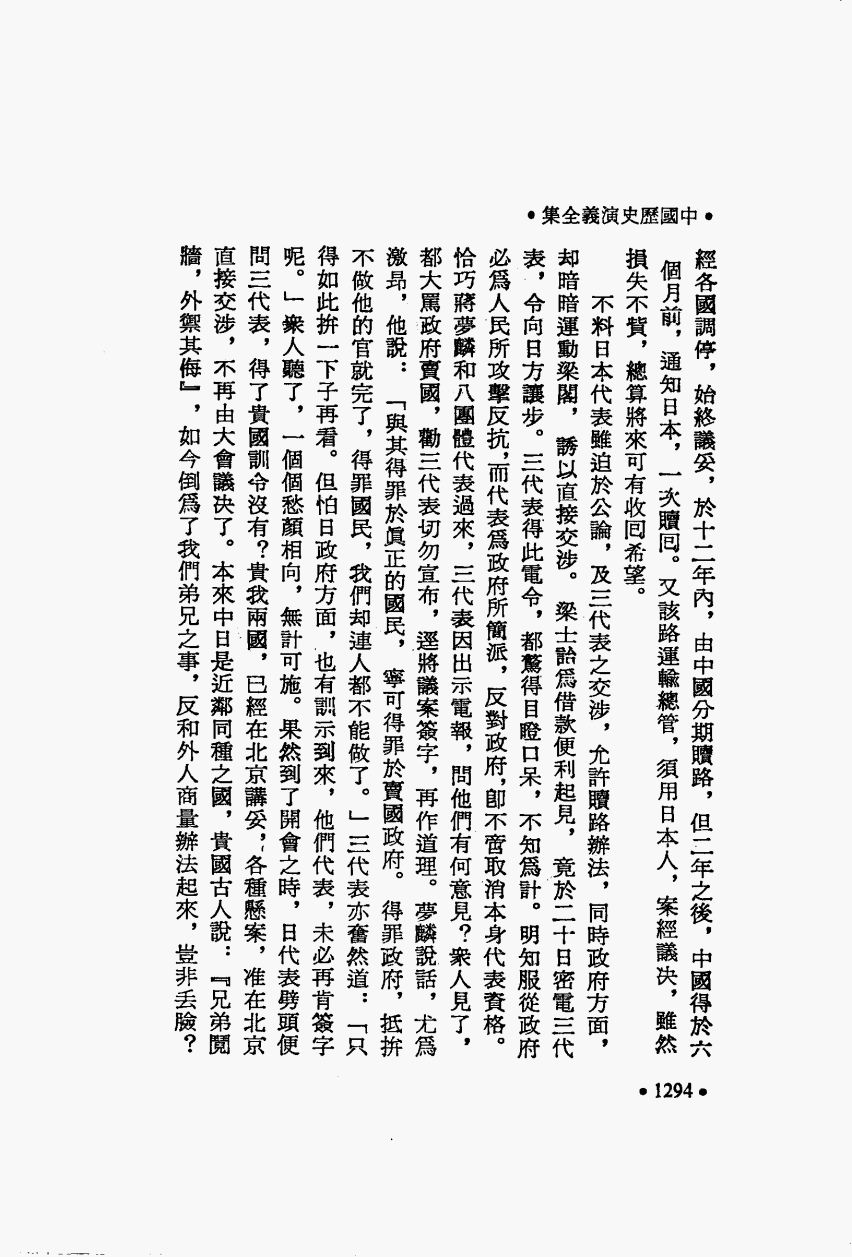 •中國歷史演義全集•
經各國調停，始終議妥，於十二年內，由中國分期贖路，但二年之後，中國得於六
個月前，通知日本，一次贖回。又該路運輸總管，須用日本人，案經議決，雖然
損失不貲，總算將來可有收回希望。
不料日本代表雖迫於公論，及三代表之交涉，允許贖路辦法，同時政府方面，
却暗暗運動梁閣，誘以直接交涉。梁士詒爲借款便利起見，竟於二十日密電三代
表，令向日方讓步。三代表得此電令，都驚得目瞪口呆，不知爲計。明知服從政府
必爲人民所攻擊反抗，而代表爲政府所簡派，反對政府，卽不啻取消本身代表資格。
恰巧蔣夢麟和八團體代表過來，三代表因出示電報，問他們有何意見？衆人見了，
都大罵政府賣國，勸三代表切勿宣布，逕將議案簽字，再作道理。夢麟說話，尤爲
激昂，他說：「與其得罪於眞正的國民，寧可得罪於賣國政府。得罪政府，抵拚
不做他的官就完了，得罪國民，我們却連人都不能做了。」三代表亦奮然道：「只
得如此拚一下子再看。但怕日政府方面，也有訓示到來，他們代表，未必再肯簽字
呢。」衆人聽了，一個個愁顏相向，無計可施。果然到了開會之時，日代表劈頭便
問三代表，得了貴國訓令沒有？貴我兩國，已經在北京講妥，各種懸案，准在北京
直接交涉，不再由大會議決了。本來中日是近鄰同種之國，貴國古人說：『兄弟鬩
牆，外禦其侮』，如今倒爲了我們弟兄之事，反和外人商量辦法起來，豈非丢臉？
•1294•